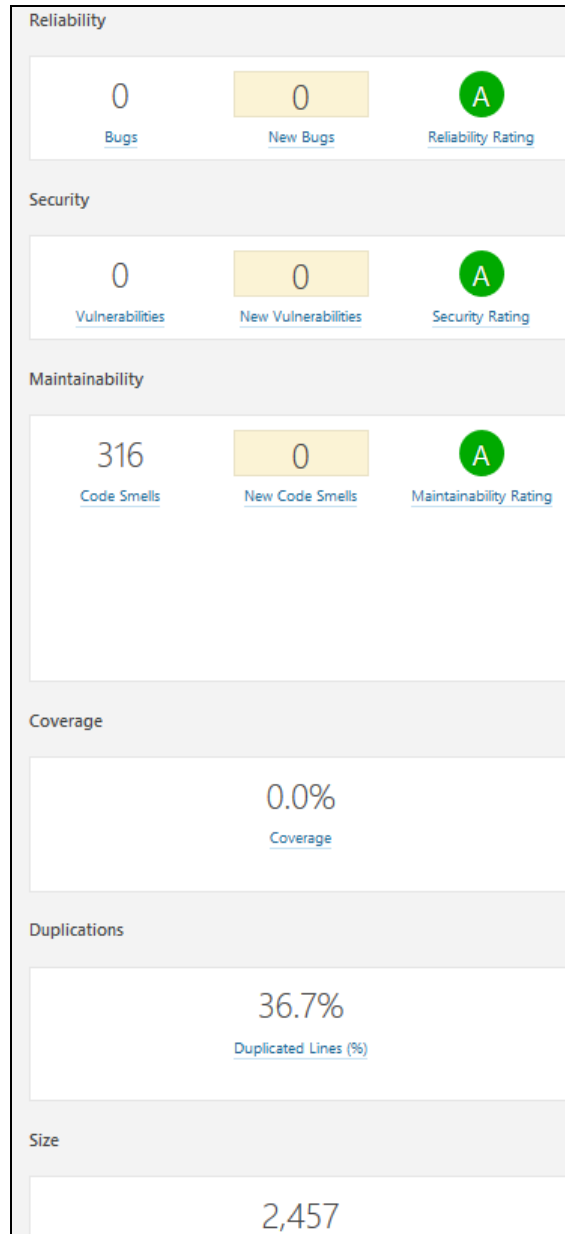 Reliability
0 0 A
Bugs New Bugs Reliability Rating
Security
0 0 A
Vulnerabilities New Vulnerabilities Security Rating
Maintainability
316 0 A
Code Smells New Code Smells Maintainability Rating
Coverage
0.0%
Coverage
Duplications
36.7%
Duplicated Lines (%)
Size
2,457